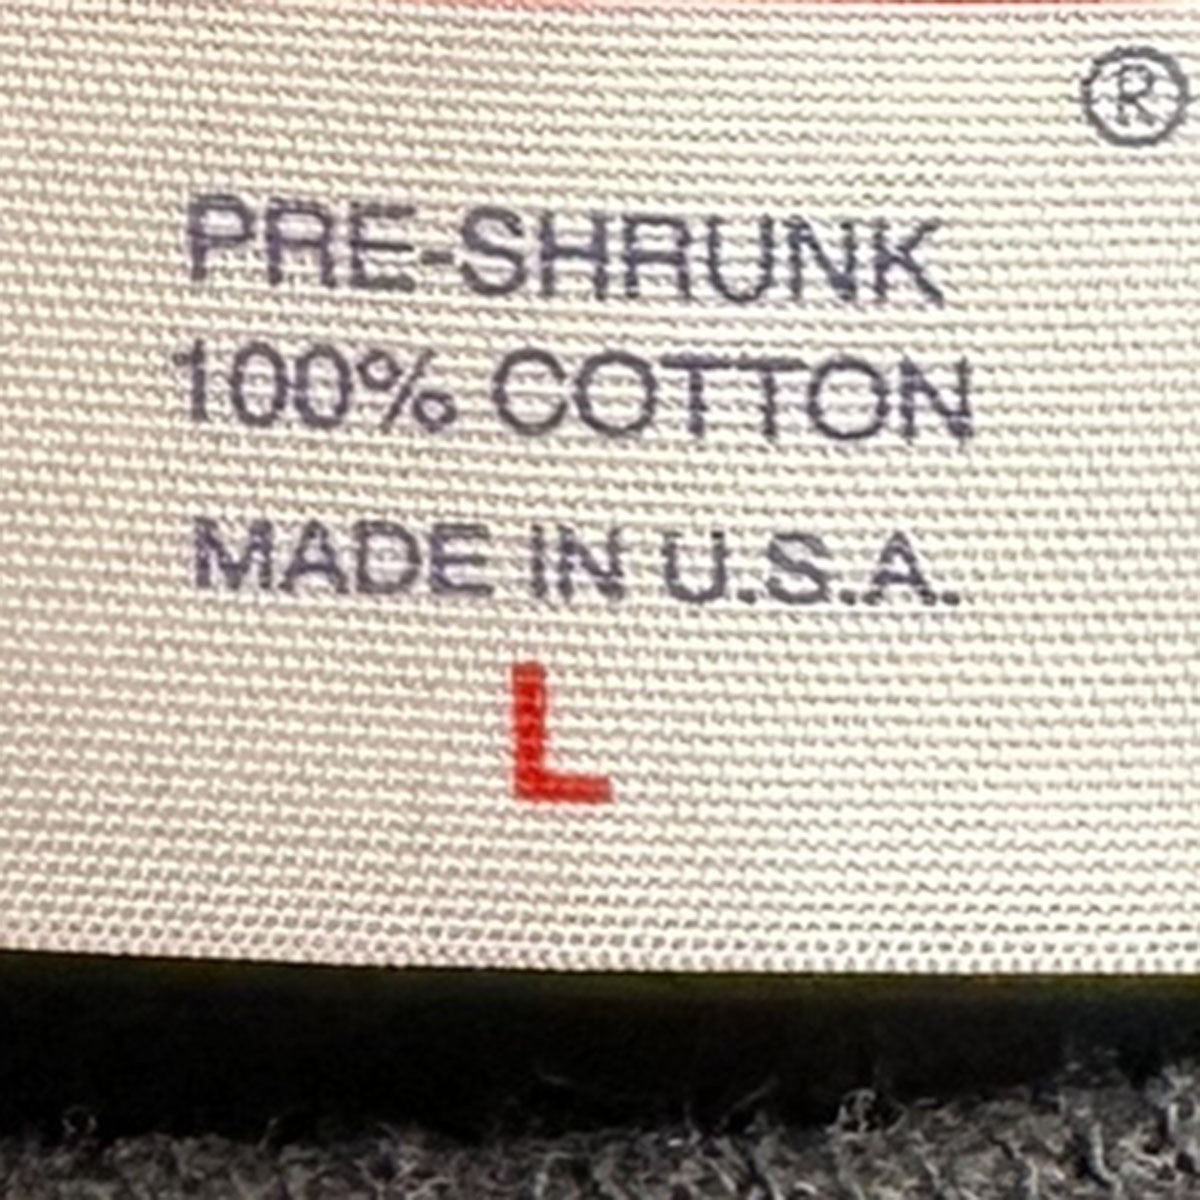 ®
PRE-SHRUNK
100% COTTON
MADE IN U.S.A.
L